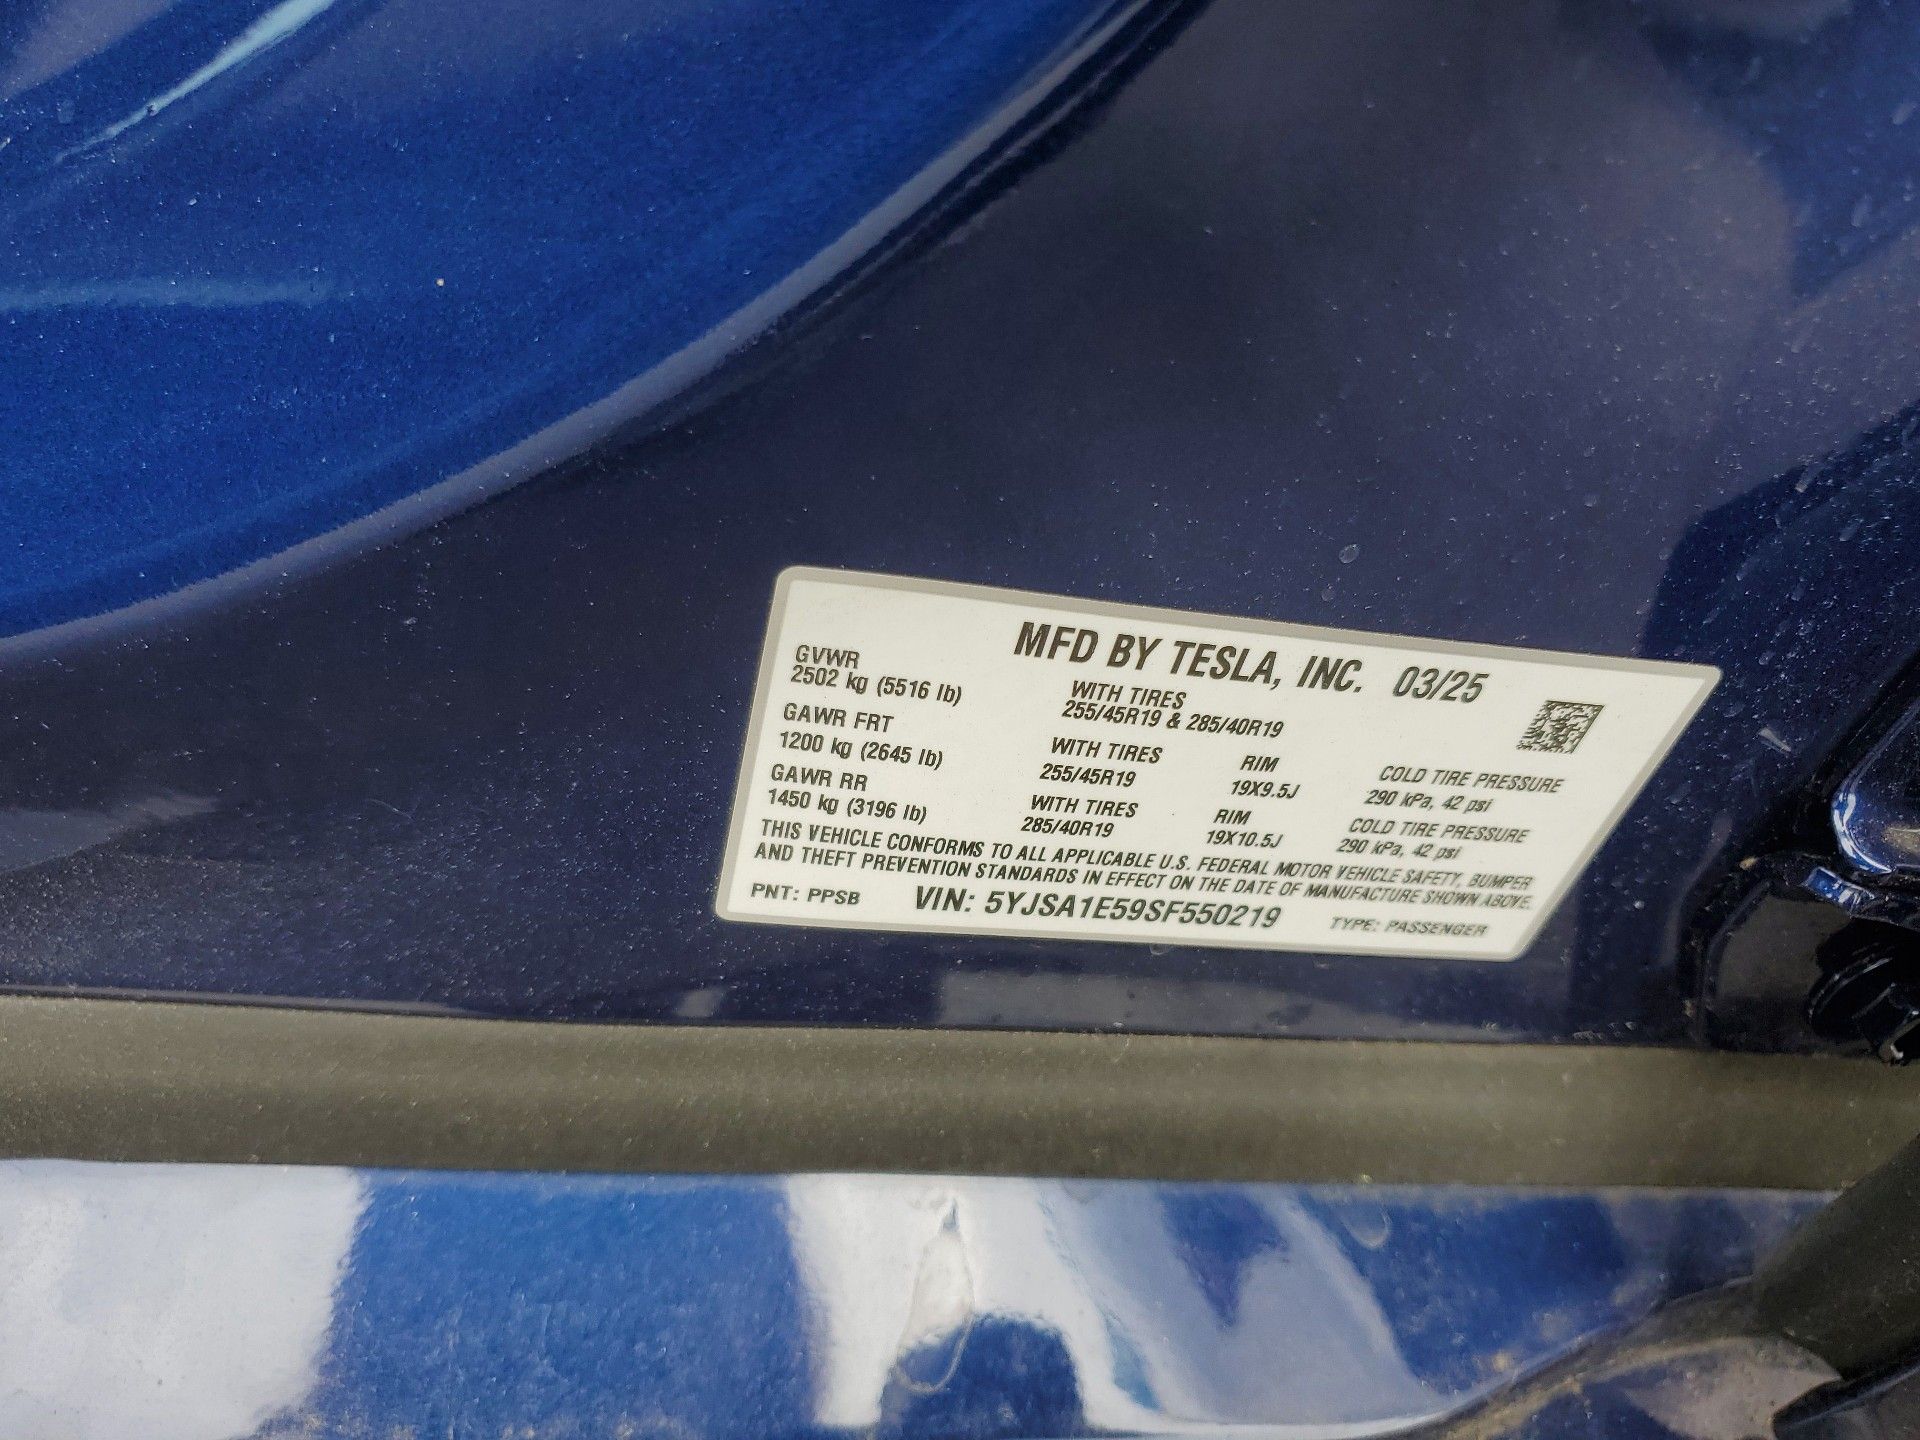 MFD BY TESLA, INC. 03/25
GVWR
2502 kg (5516 lb)
WITH TIRES
255/45R19 & 285/40R19
GAWR FRT
1200 kg (2645 lb)
WITH TIRES
255/45R19
RIM
19X9.5J
COLD TIRE PRESSURE
290 kPa, 42 psi
GAWR RR
1450 kg (3196 lb)
WITH TIRES
285/40R19
RIM
19X10.5J
COLD TIRE PRESSURE
290 kPa, 42 psi
THIS VEHICLE CONFORMS TO ALL APPLICABLE U.S. FEDERAL MOTOR VEHICLE SAFETY, BUMPER
AND THEFT PREVENTION STANDARDS IN EFFECT ON THE DATE OF MANUFACTURE SHOWN ABOVE.
PNT: PPSB VIN: 5YJSA1E59SF550219 TYPE: PASSENGER